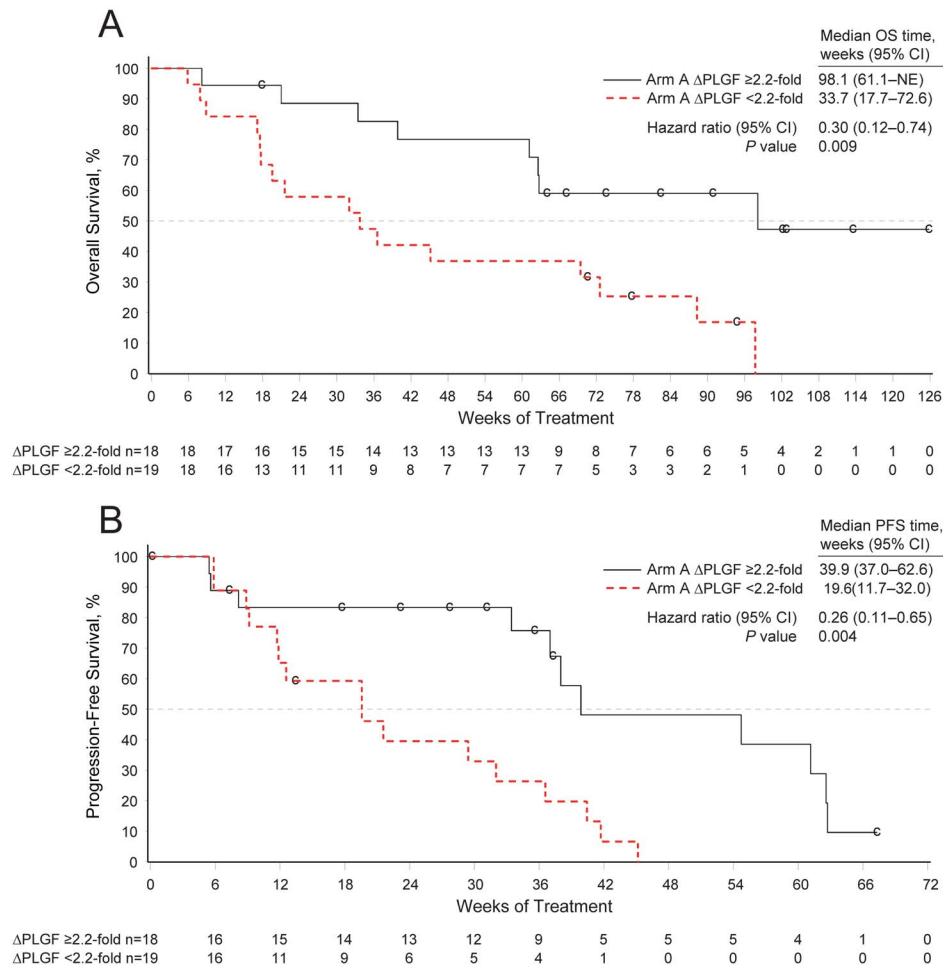 A
Median OS time,
weeks (95% CI)
Arm A ΔPLGF ≥2.2-fold 98.1 (61.1–NE)
Arm A ΔPLGF <2.2-fold 33.7 (17.7–72.6)
Hazard ratio (95% CI) 0.30 (0.12–0.74)
P value 0.009
Overall Survival, %
100
90
80
70
60
50
40
30
20
10
0
C
C C C C C
C C C C
C C C
0 6 12 18 24 30 36 42 48 54 60 66 72 78 84 90 96 102 108 114 120 126
Weeks of Treatment
ΔPLGF ≥2.2-fold n=18 18 17 16 15 15 14 13 13 13 13 9 8 7 6 6 5 4 2 1 1 0
ΔPLGF <2.2-fold n=19 18 16 13 11 11 9 8 7 7 7 7 5 3 3 2 1 0 0 0 0 0
B
Median PFS time,
weeks (95% CI)
Arm A ΔPLGF ≥2.2-fold 39.9 (37.0–62.6)
Arm A ΔPLGF <2.2-fold 19.6(11.7–32.0)
Hazard ratio (95% CI) 0.26 (0.11–0.65)
P value 0.004
Progression-Free Survival, %
100
90
80
70
60
50
40
30
20
10
0
C
C
C C C C
C
C
C
C
0 6 12 18 24 30 36 42 48 54 60 66 72
Weeks of Treatment
ΔPLGF ≥2.2-fold n=18 16 15 14 13 12 9 5 5 5 4 1 0
ΔPLGF <2.2-fold n=19 16 11 9 6 5 4 1 0 0 0 0 0